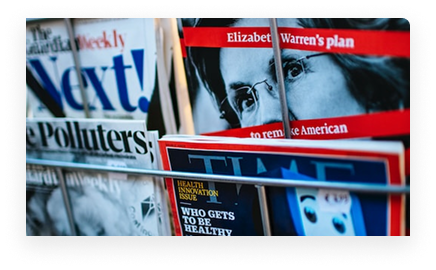 Guardian Weekly
Next!
Elizabeth Warren's plan
to remake American
e Polluters:
Weekly
TIME
HEALTH
INNOVATION
ISSUE
WHO GETS
TO BE
HEALTHY